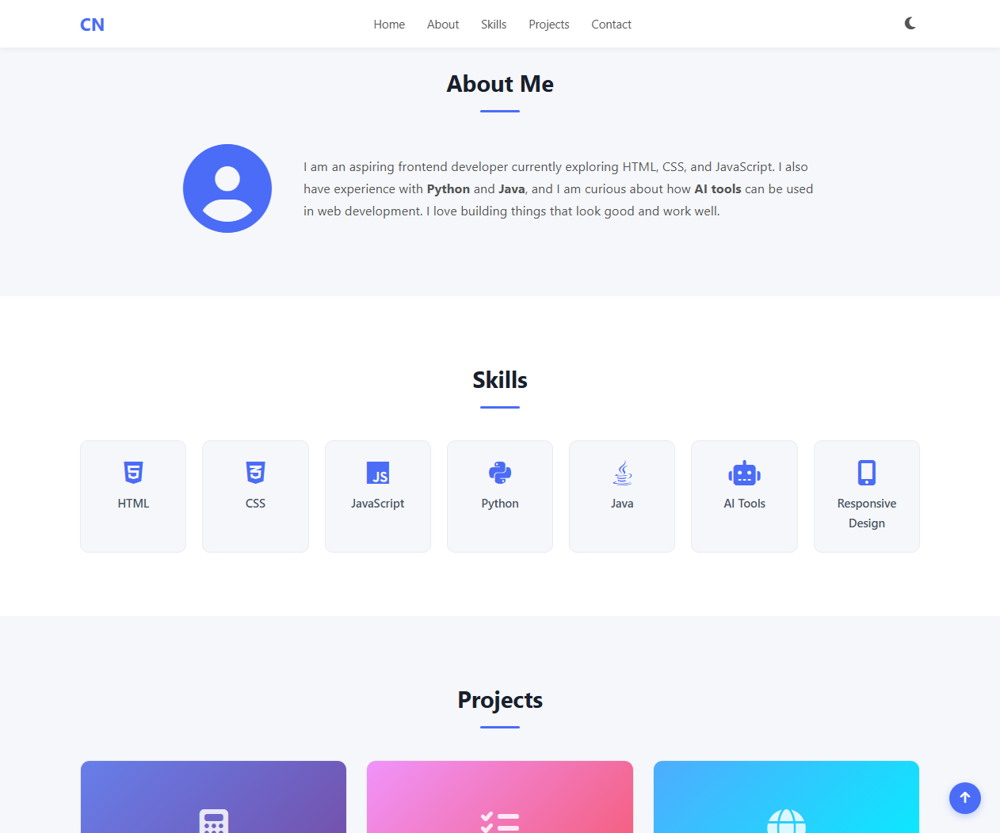 CN
Home About Skills Projects Contact
About Me
I am an aspiring frontend developer currently exploring HTML, CSS, and JavaScript. I also
have experience with Python and Java, and I am curious about how AI tools can be used
in web development. I love building things that look good and work well.
Skills
JS
HTML
CSS
JavaScript
Python
Java
AI Tools
Responsive
Design
Projects